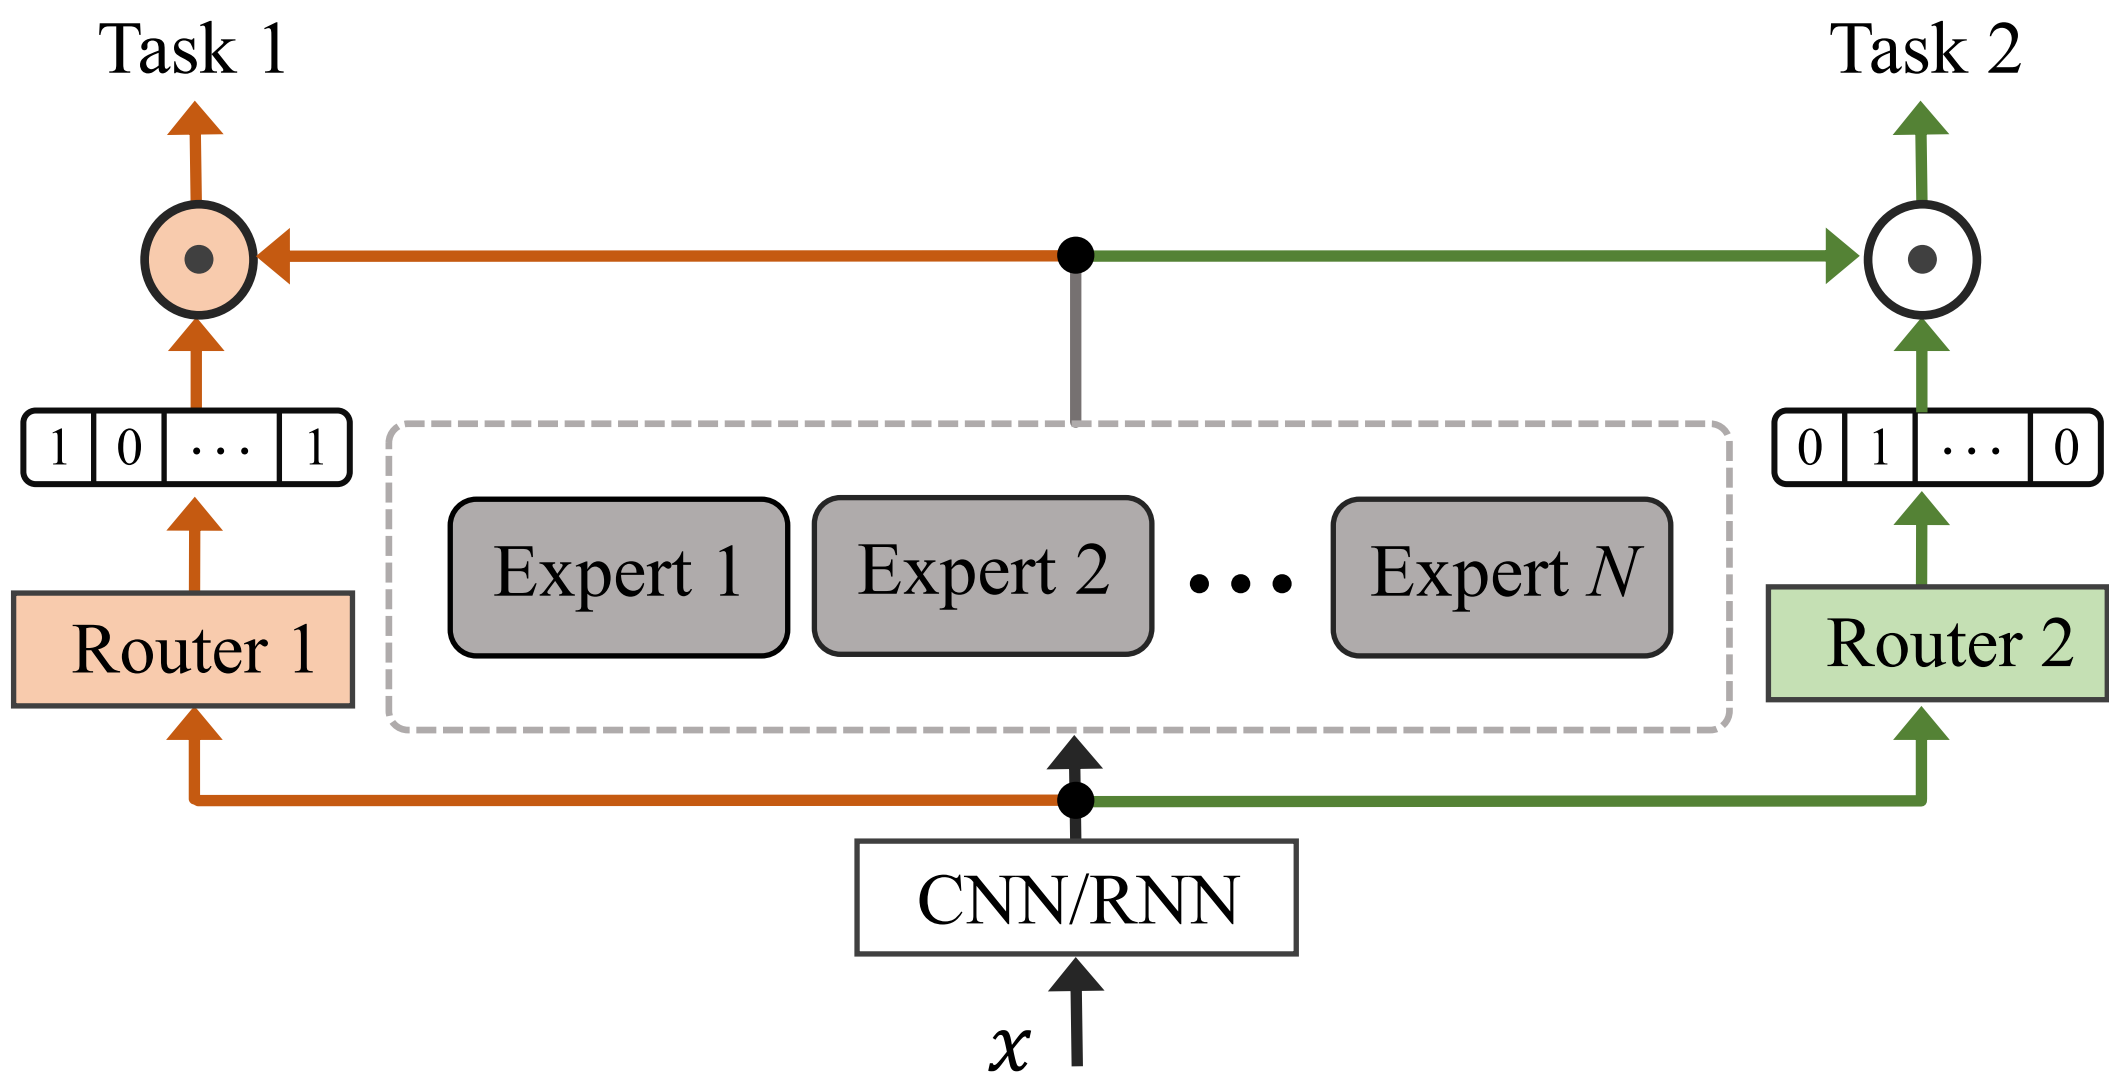 Task 1 Task 2
1 0 ··· 1 0 1 ··· 0
Expert 1 Expert 2 ••• Expert N
Router 1 Router 2
CNN/RNN
x